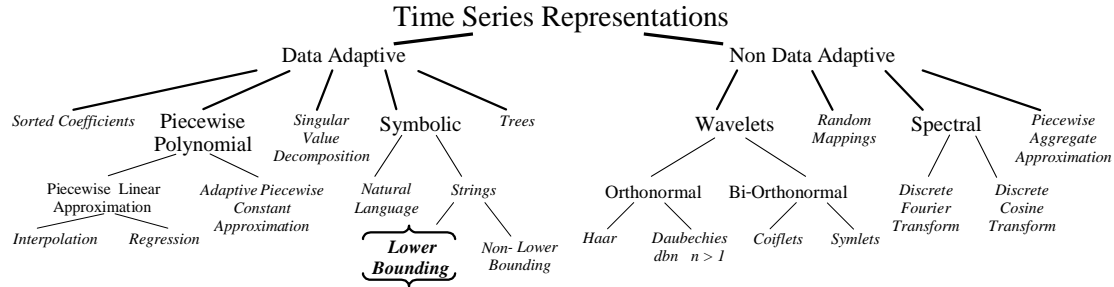 Time Series Representations
Data Adaptive
Non Data Adaptive
Sorted Coefficients
Piecewise
Polynomial
Singular
Value
Decomposition
Symbolic
Trees
Wavelets
Random
Mappings
Spectral
Piecewise
Aggregate
Approximation
Piecewise Linear
Approximation
Adaptive Piecewise
Constant
Approximation
Natural
Language
Strings
Orthonormal
Bi-Orthonormal
Discrete
Fourier
Transform
Discrete
Cosine
Transform
Interpolation
Regression
Lower
Bounding
Non- Lower
Bounding
Haar
Daubechies
dbn n > 1
Coiflets
Symlets